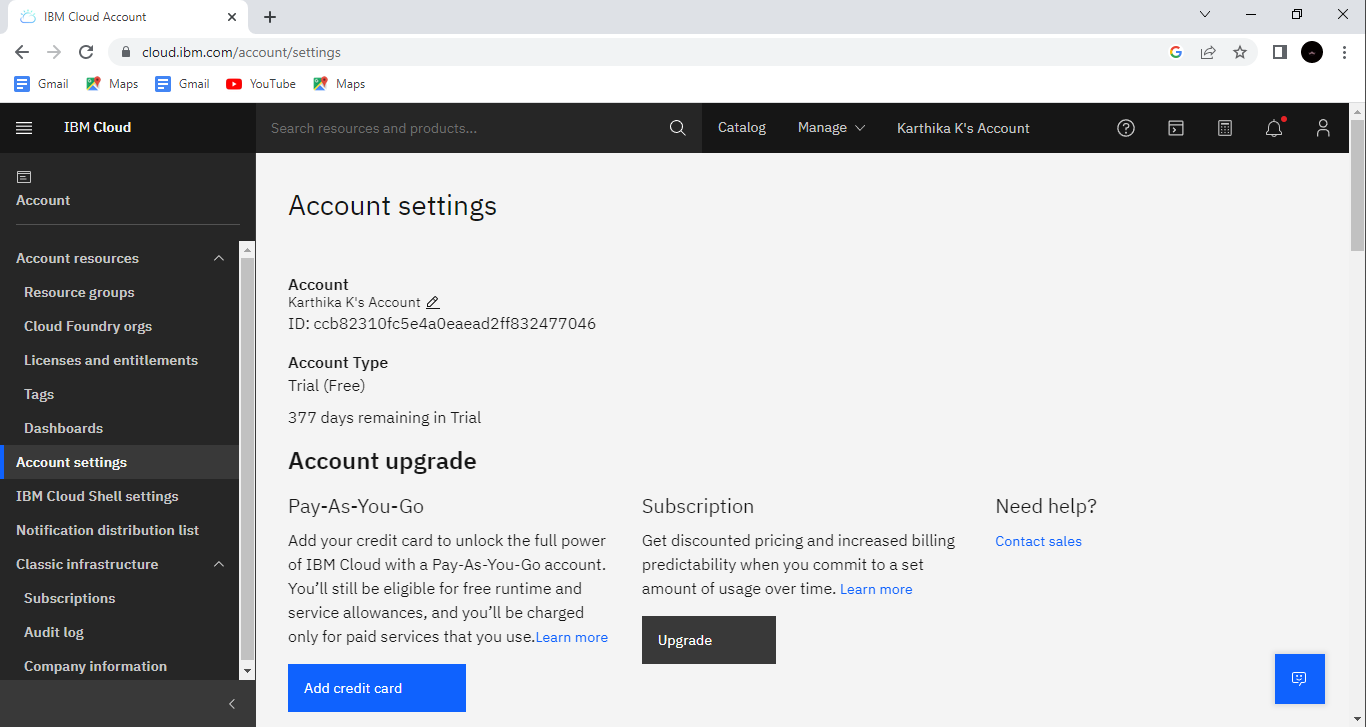 IBM Cloud Account
cloud.ibm.com/account/settings
Gmail
Maps
Gmail
YouTube
Maps
IBM Cloud
Search resources and products...
Catalog
Manage
Karthika K's Account
Account
Account resources
Resource groups
Cloud Foundry orgs
Licenses and entitlements
Tags
Dashboards
Account settings
IBM Cloud Shell settings
Notification distribution list
Classic infrastructure
Subscriptions
Audit log
Company information
Account settings
Account
Karthika K's Account
ID: ccb82310fc5e4a0eaead2ff832477046
Account Type
Trial (Free)
377 days remaining in Trial
Account upgrade
Pay-As-You-Go
Add your credit card to unlock the full power
of IBM Cloud with a Pay-As-You-Go account.
You’ll still be eligible for free runtime and
service allowances, and you’ll be charged
only for paid services that you use.Learn more
Add credit card
Subscription
Get discounted pricing and increased billing
predictability when you commit to a set
amount of usage over time. Learn more
Upgrade
Need help?
Contact sales